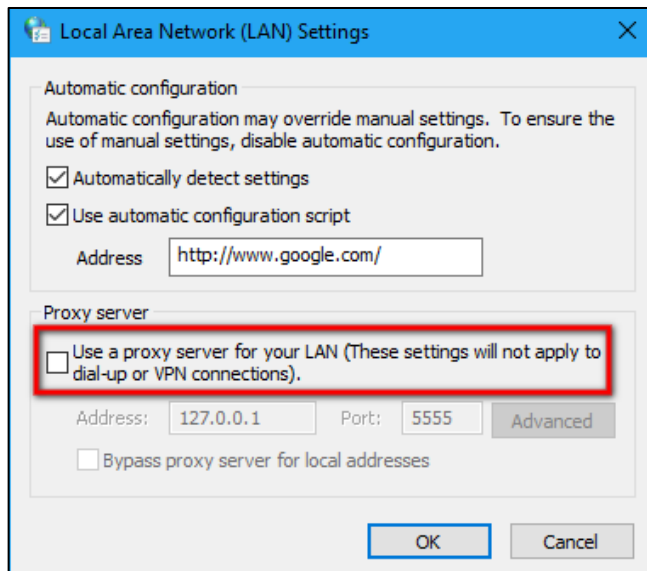 Local Area Network (LAN) Settings
Automatic configuration
Automatic configuration may override manual settings. To ensure the
use of manual settings, disable automatic configuration.
Automatically detect settings
Use automatic configuration script
Address http://www.google.com/
Proxy server
Use a proxy server for your LAN (These settings will not apply to
dial-up or VPN connections).
Address: 127.0.0.1 Port: 5555 Advanced
Bypass proxy server for local addresses
OK Cancel